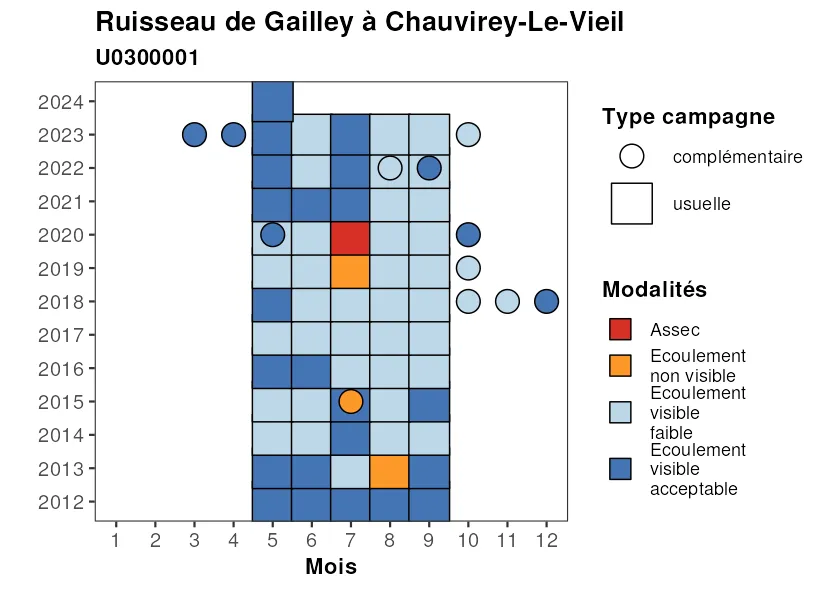 Ruisseau de Gailley à Chauvirey-Le-Vieil
U0300001
2024
2023
2022
2021
2020
2019
2018
2017
2016
2015
2014
2013
2012
1 2 3 4 5 6 7 8 9 10 11 12
Mois
Type campagne
complémentaire
usuelle
Modalités
Assec
Ecoulement
non visible
Ecoulement
visible
faible
Ecoulement
visible
acceptable